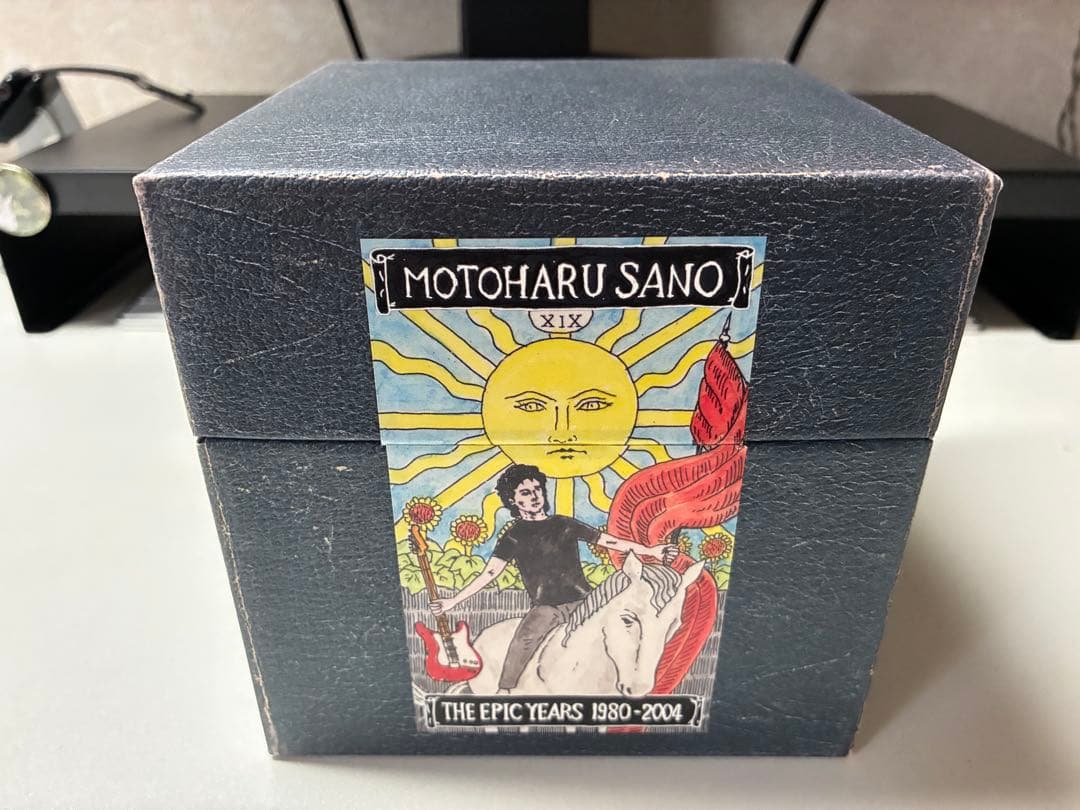 MOTOHARU SANO
XIX
THE EPIC YEARS 1980-2004